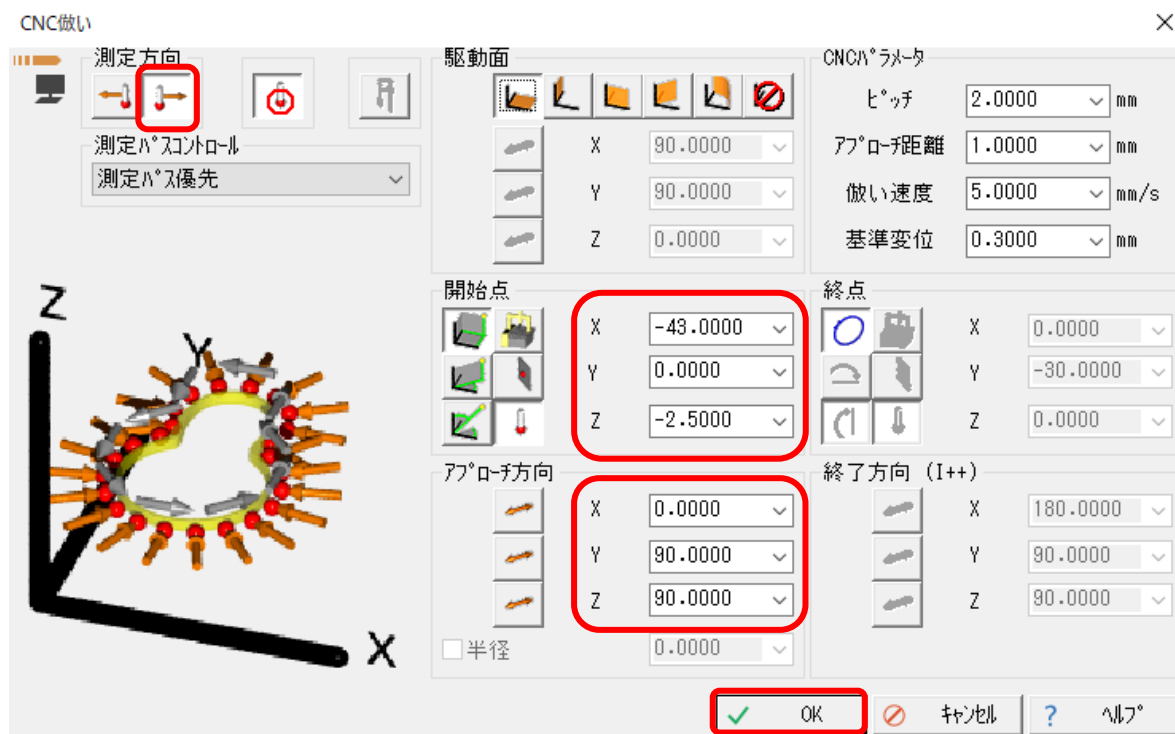 CNC倣い
測定方向
測定ﾊﾟｽｺﾝﾄﾛｰﾙ
測定ﾊﾟｽ優先
Z
Y
X
駆動面
X 90.0000
Y 90.0000
Z 0.0000
CNCﾊﾟﾗﾒｰﾀ
ﾋﾟｯﾁ 2.0000 mm
ｱﾌﾟﾛｰﾁ距離 1.0000 mm
倣い速度 5.0000 mm/s
基準変位 0.3000 mm
開始点
X -43.0000
Y 0.0000
Z -2.5000
終点
X 0.0000
Y -30.0000
Z 0.0000
ｱﾌﾟﾛｰﾁ方向
X 0.0000
Y 90.0000
Z 90.0000
半径 0.0000
終了方向 (I++)
X 180.0000
Y 90.0000
Z 90.0000
OK ｷｬﾝｾﾙ ? ﾍﾙﾌﾟ